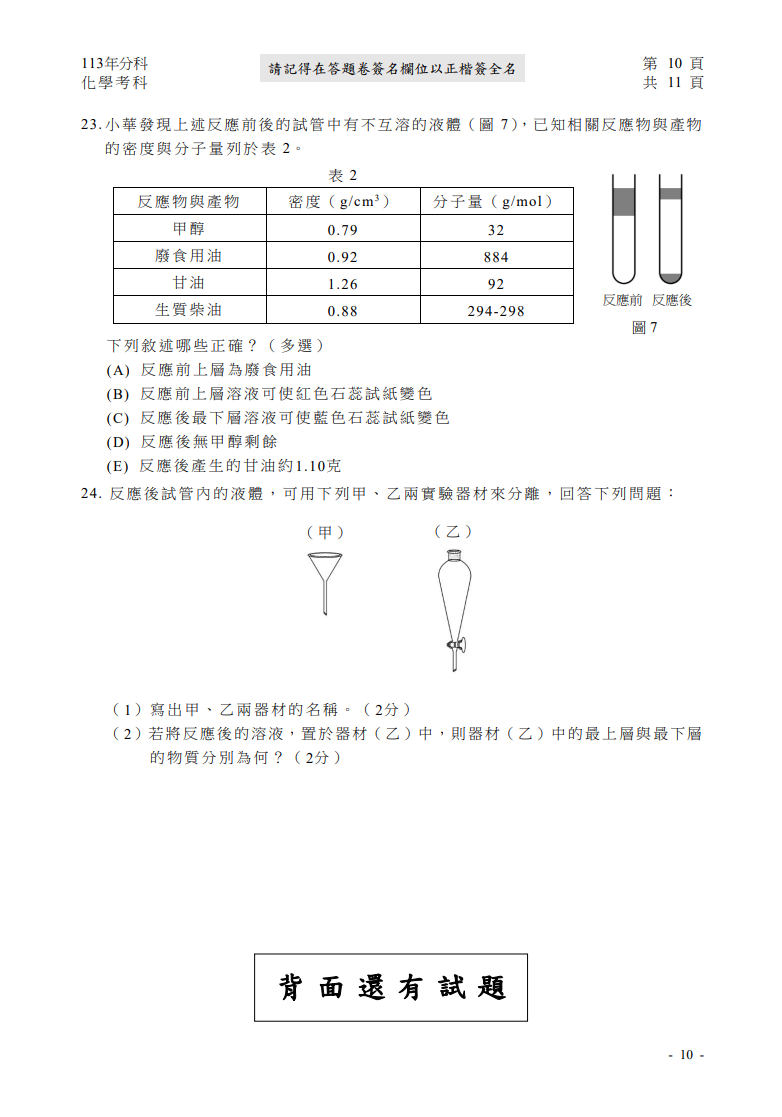 113年分科
化學考科
請記得在答題卷簽名欄位以正楷簽全名
第 10 頁
共 11 頁
23. 小華發現上述反應前後的試管中有不互溶的液體（圖 7），已知相關反應物與產物
的密度與分子量列於表 2。
表 2
反應物與產物 密度（g/cm³） 分子量（g/mol）
甲醇 0.79 32
廢食用油 0.92 884
甘油 1.26 92
生質柴油 0.88 294-298
反應前 反應後
圖 7
下列敘述哪些正確？（多選）
(A) 反應前上層為廢食用油
(B) 反應前上層溶液可使紅色石蕊試紙變色
(C) 反應後最下層溶液可使藍色石蕊試紙變色
(D) 反應後無甲醇剩餘
(E) 反應後產生的甘油約1.10克
24. 反應後試管內的液體，可用下列甲、乙兩實驗器材來分離，回答下列問題：
（甲） （乙）
（1）寫出甲、乙兩器材的名稱。（2分）
（2）若將反應後的溶液，置於器材（乙）中，則器材（乙）中的最上層與最下層
的物質分別為何？（2分）
背面還有試題
- 10 -